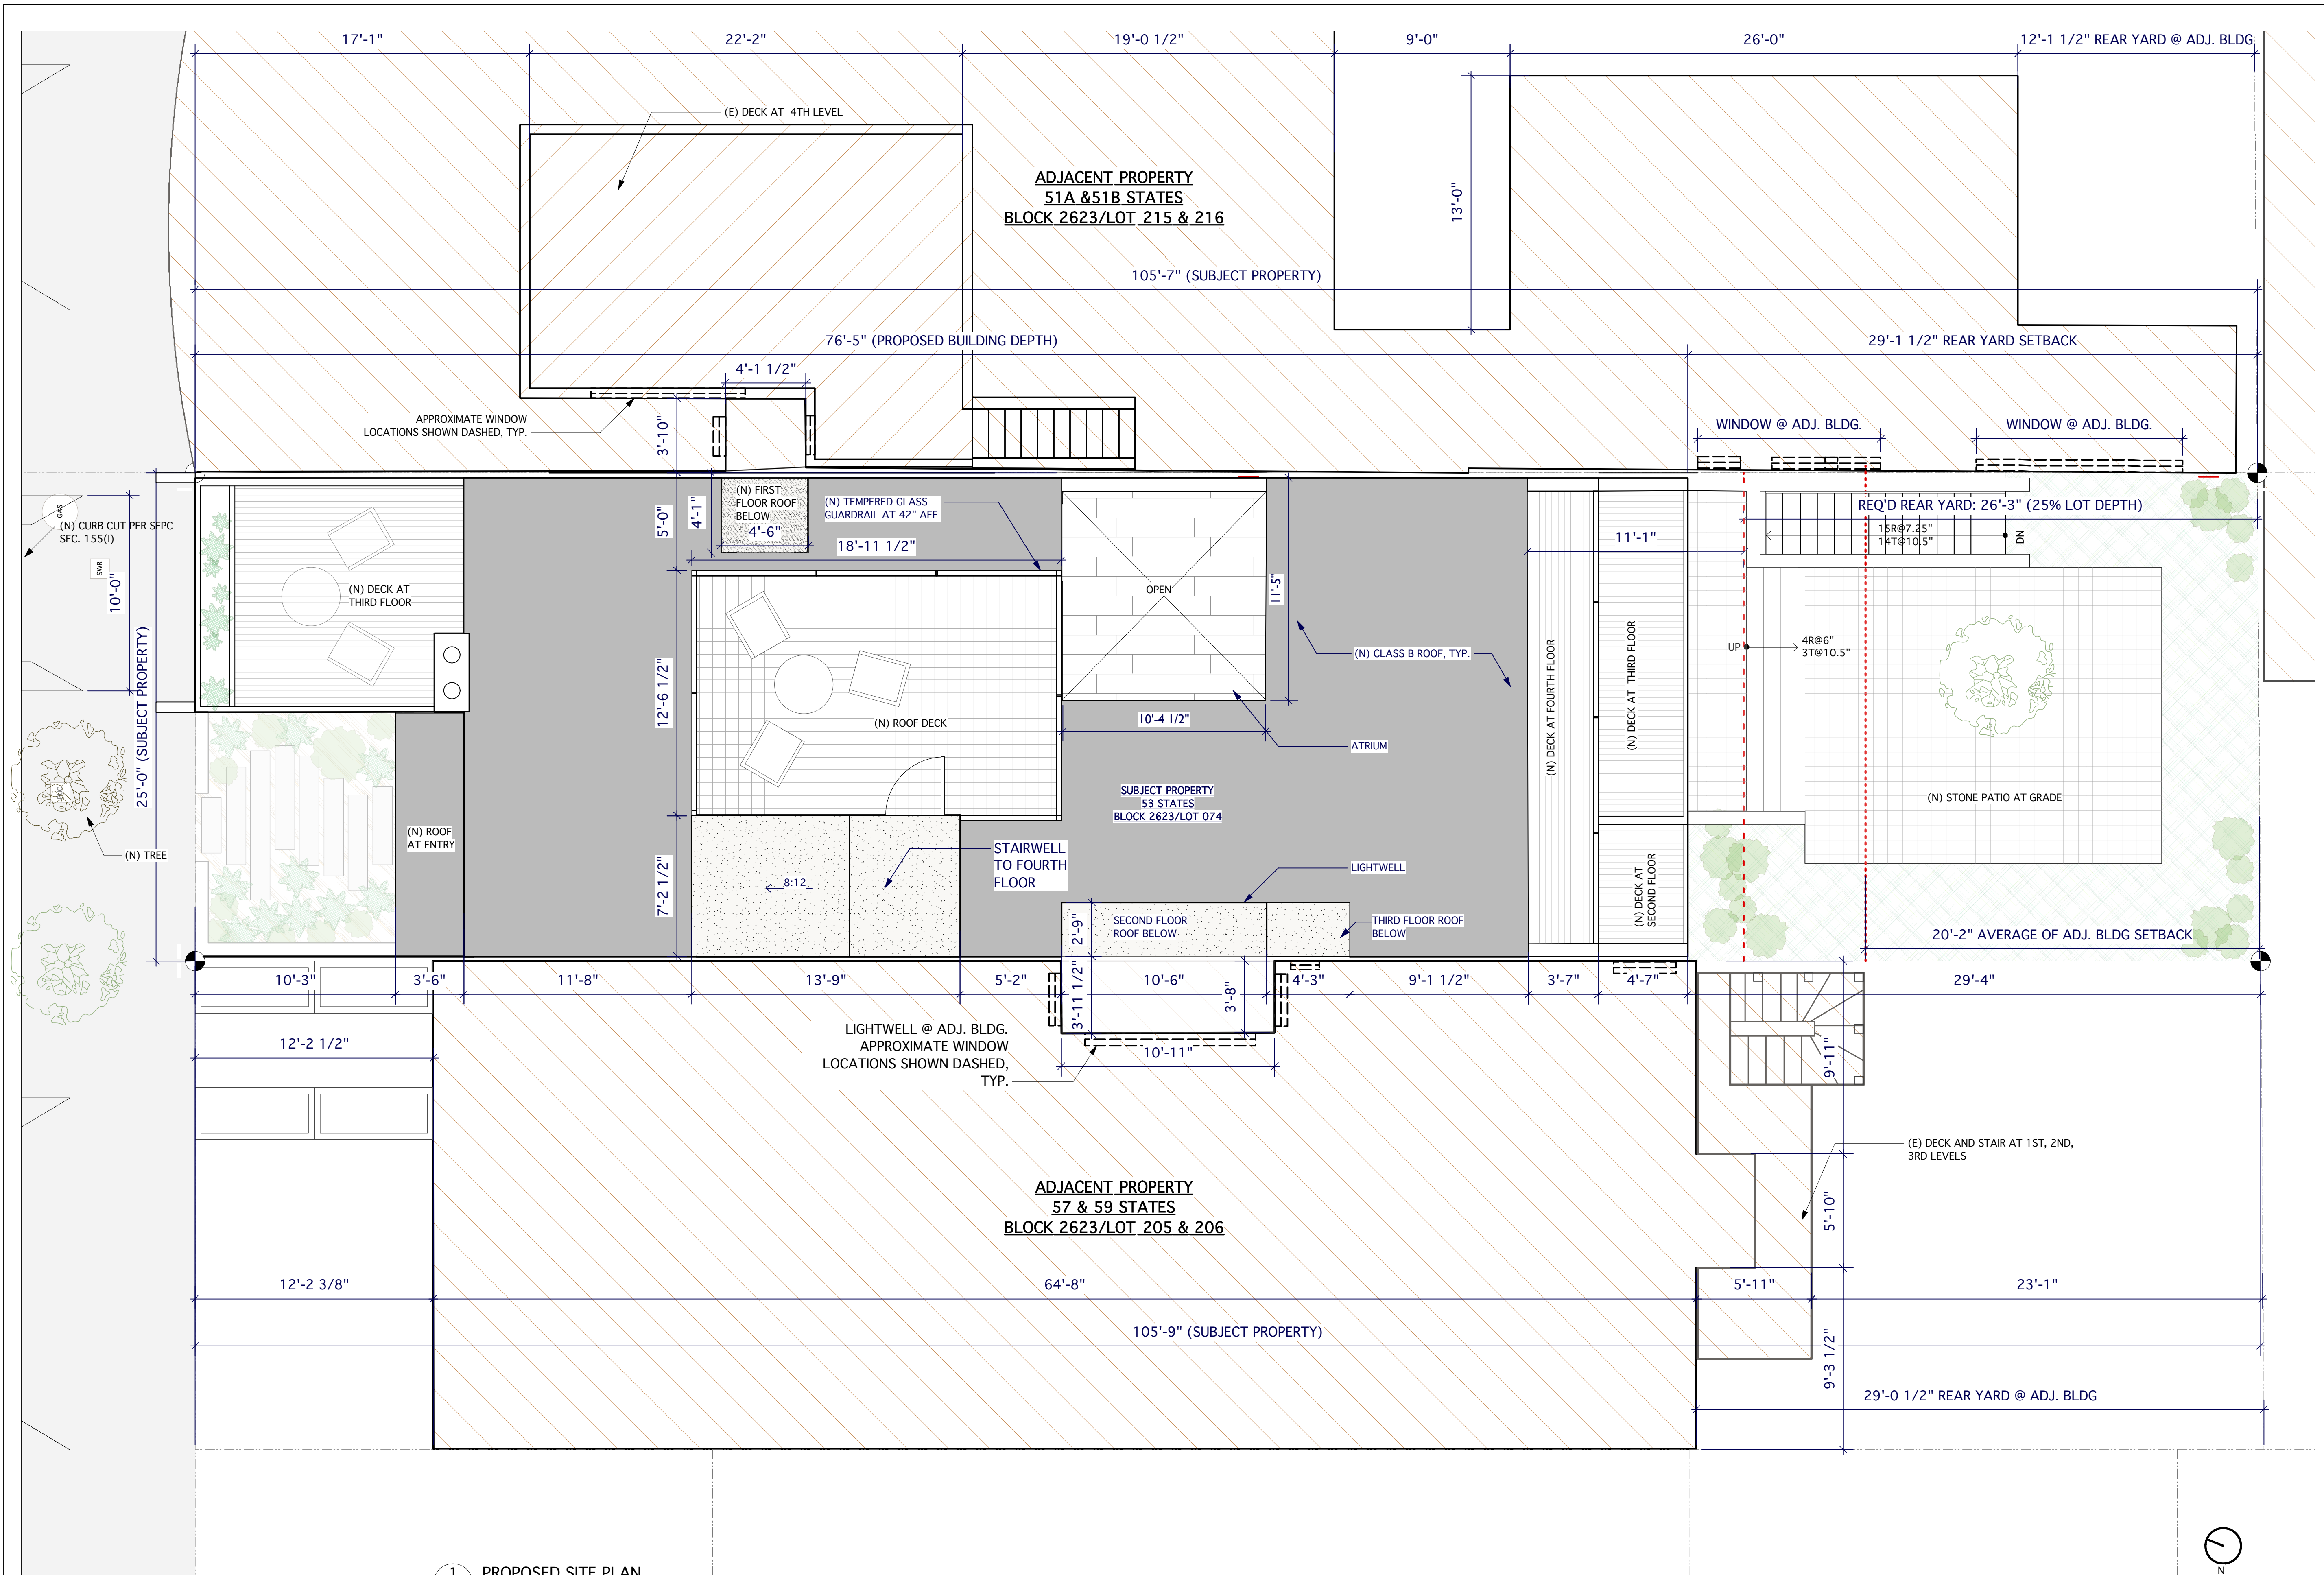 17'-1"
22'-2"
19'-0 1/2"
9'-0"
26'-0"
12'-1 1/2" REAR YARD @ ADJ. BLDG
(E) DECK AT 4TH LEVEL
ADJACENT PROPERTY
51A &51B STATES
BLOCK 2623/LOT 215 & 216
13'-0"
105'-7" (SUBJECT PROPERTY)
76'-5" (PROPOSED BUILDING DEPTH)
29'-1 1/2" REAR YARD SETBACK
4'-1 1/2"
APPROXIMATE WINDOW
LOCATIONS SHOWN DASHED, TYP.
3'-10"
WINDOW @ ADJ. BLDG.
WINDOW @ ADJ. BLDG.
GAS
(N) CURB CUT PER SFPC
SEC. 155(I)
SWR
10'-0"
25'-0" (SUBJECT PROPERTY)
(N) DECK AT
THIRD FLOOR
5'-0"
4'-1"
(N) FIRST
FLOOR ROOF
BELOW
4'-6"
(N) TEMPERED GLASS
GUARDRAIL AT 42" AFF
18'-11 1/2"
OPEN
11'-5"
11'-1"
REQ'D REAR YARD: 26'-3" (25% LOT DEPTH)
15R@7.25"
14T@10.5"
DN
12'-6 1/2"
(N) ROOF DECK
10'-4 1/2"
ATRIUM
(N) CLASS B ROOF, TYP.
(N) DECK AT FOURTH FLOOR
(N) DECK AT THIRD FLOOR
UP
4R@6"
3T@10.5"
(N) STONE PATIO AT GRADE
SUBJECT PROPERTY
53 STATES
BLOCK 2623/LOT 074
(N) TREE
(N) ROOF
AT ENTRY
7'-2 1/2"
8:12
STAIRWELL
TO FOURTH
FLOOR
LIGHTWELL
SECOND FLOOR
ROOF BELOW
2'-9"
THIRD FLOOR ROOF
BELOW
(N) DECK AT
SECOND FLOOR
20'-2" AVERAGE OF ADJ. BLDG SETBACK
10'-3"
3'-6"
11'-8"
13'-9"
5'-2"
3'-11 1/2"
10'-6"
3'-8"
4'-3"
9'-1 1/2"
3'-7"
4'-7"
29'-4"
LIGHTWELL @ ADJ. BLDG.
APPROXIMATE WINDOW
LOCATIONS SHOWN DASHED,
TYP.
10'-11"
12'-2 1/2"
9'-11"
(E) DECK AND STAIR AT 1ST, 2ND,
3RD LEVELS
ADJACENT PROPERTY
57 & 59 STATES
BLOCK 2623/LOT 205 & 206
5'-10"
12'-2 3/8"
64'-8"
5'-11"
23'-1"
105'-9" (SUBJECT PROPERTY)
9'-3 1/2"
29'-0 1/2" REAR YARD @ ADJ. BLDG
1
PROPOSED SITE PLAN
N